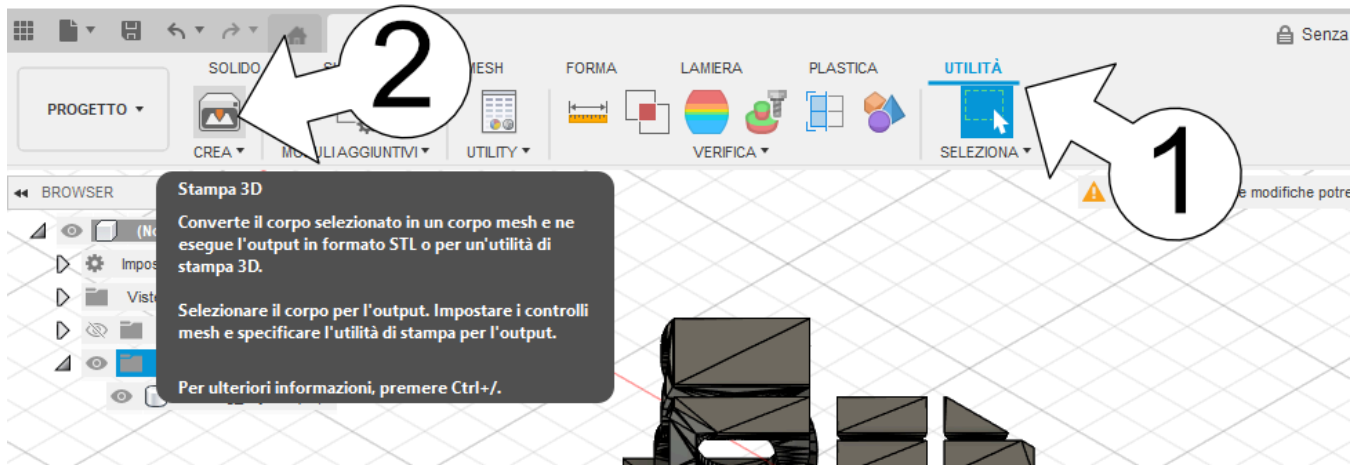 Senza
2
SOLIDO
MESH
FORMA
LAMIERA
PLASTICA
UTILITÀ
PROGETTO
CREA
MODULI AGGIUNTIVI
UTILITY
VERIFICA
SELEZIONA
1
BROWSER
e modifiche potre
Stampa 3D
Converte il corpo selezionato in un corpo mesh e ne
esegue l'output in formato STL o per un'utilità di
stampa 3D.
Selezionare il corpo per l'output. Impostare i controlli
mesh e specificare l'utilità di stampa per l'output.
Per ulteriori informazioni, premere Ctrl+/.
(No
Impos
Viste